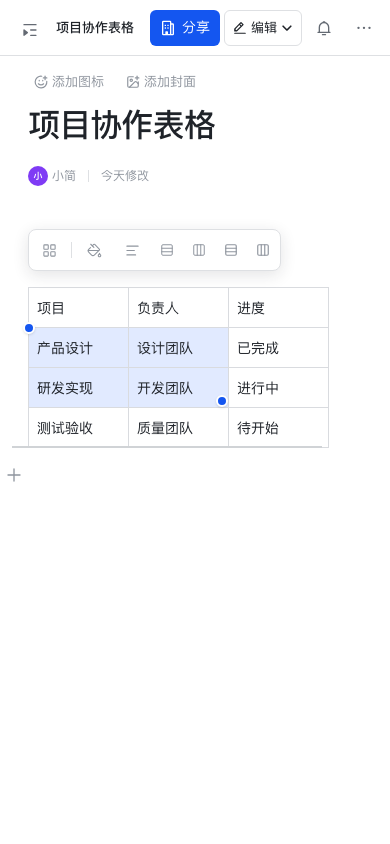 项目协作表格 分享 编辑
添加图标 添加封面
项目协作表格
小 小简 今天修改
项目 负责人 进度
产品设计 设计团队 已完成
研发实现 开发团队 进行中
测试验收 质量团队 待开始